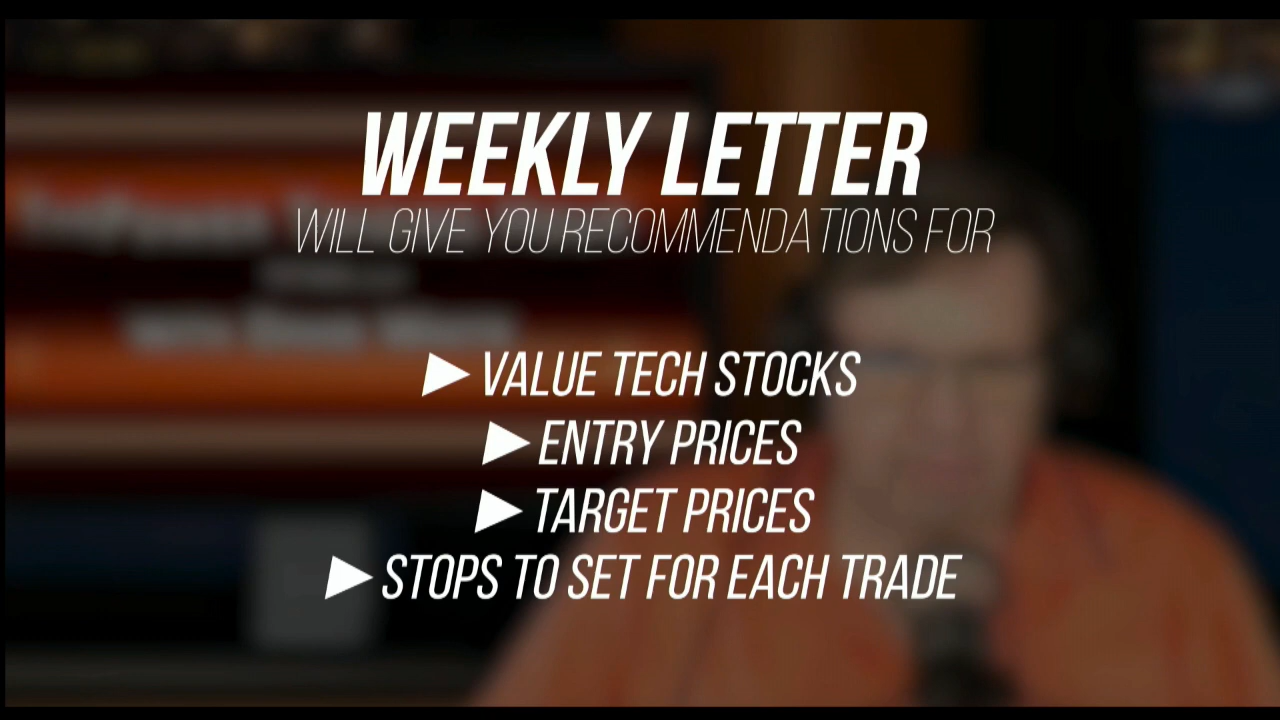 WEEKLY LETTER
WILL GIVE YOU RECOMMENDATIONS FOR
▶ VALUE TECH STOCKS
▶ ENTRY PRICES
▶ TARGET PRICES
▶ STOPS TO SET FOR EACH TRADE